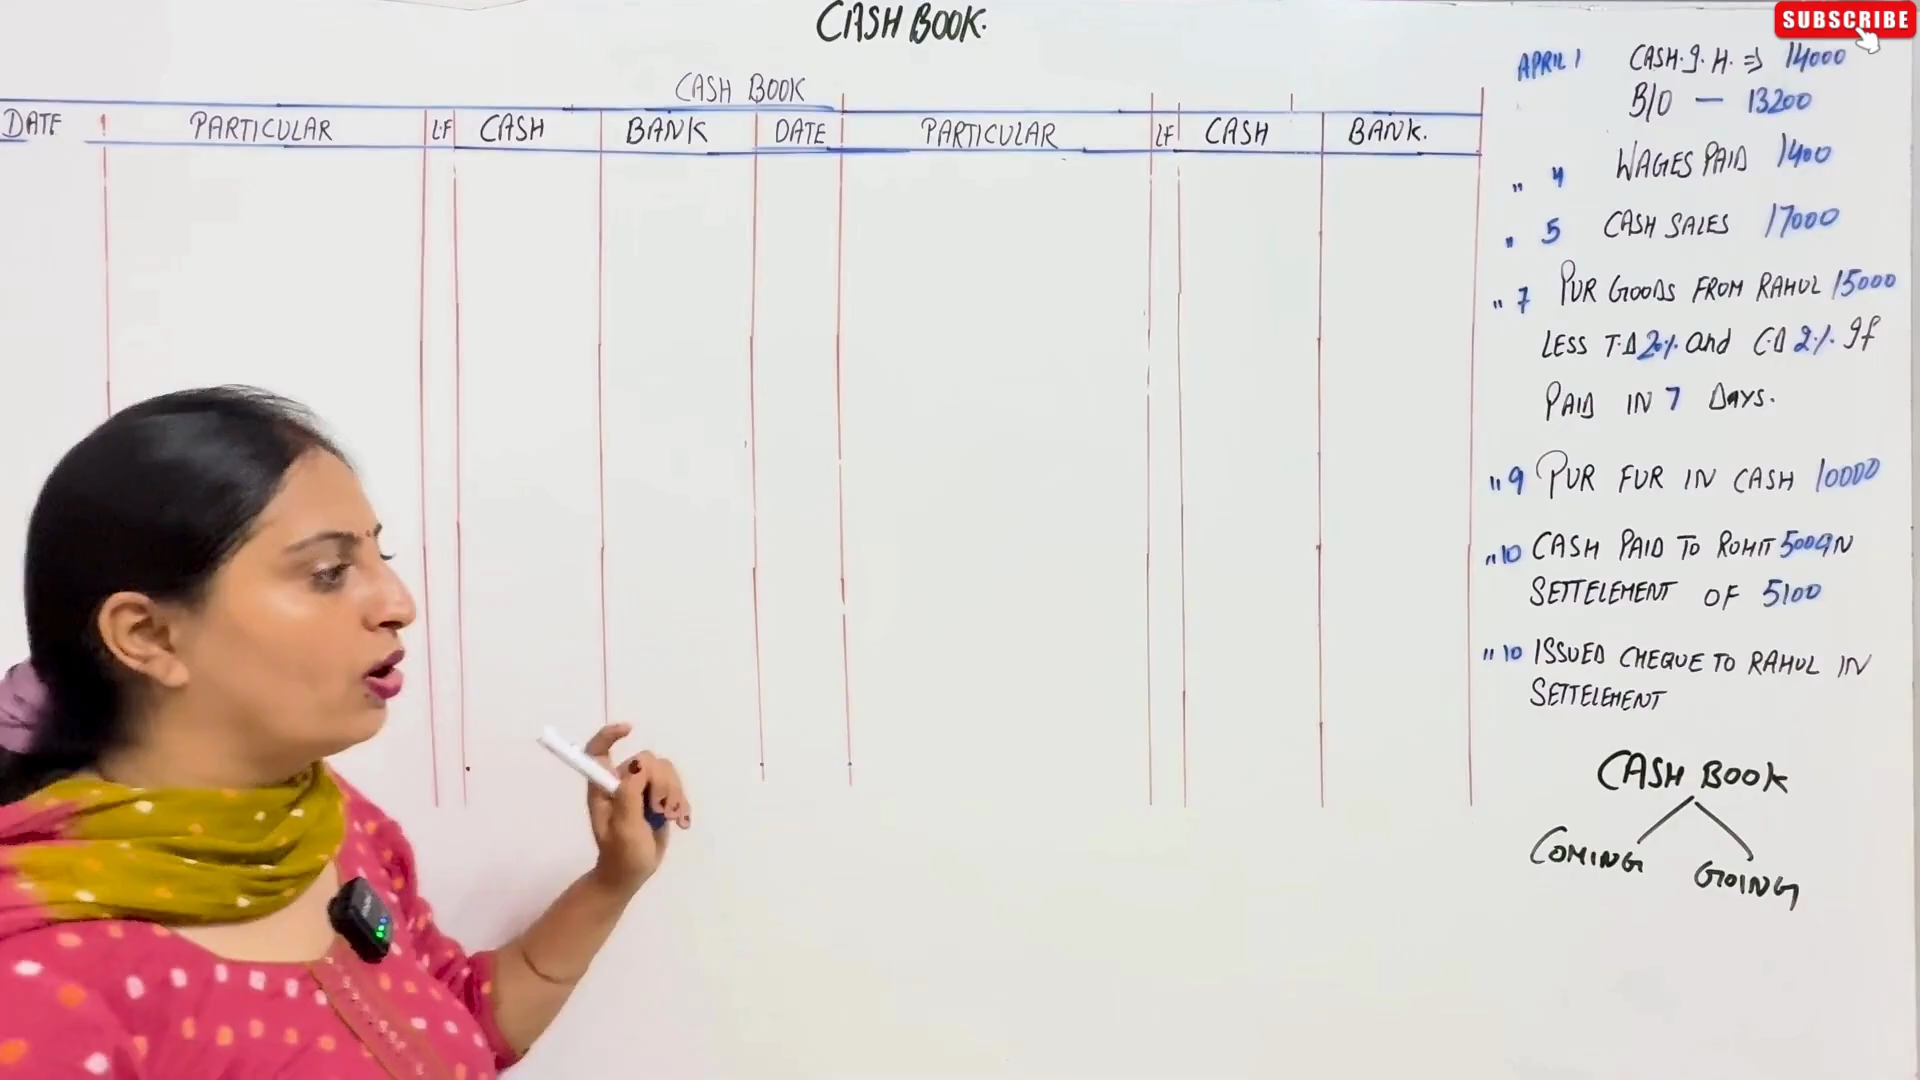 CASH BOOK.
SUBSCRIBE
CASH BOOK
DATE PARTICULAR LF CASH BANK DATE PARTICULAR LF CASH BANK.
APRIL 1 CASH.I.H. ⇒ 14000
B/O — 13200
" 4 WAGES PAID 1400
" 5 CASH SALES 17000
" 7 PUR GOODS FROM RAHUL 15000
LESS T.D 20%. and C.D 2%. If
PAID IN 7 DAYS.
" 9 PUR FUR IN CASH 10000
" 10 CASH PAID TO ROHIT 5000 IN
SETTELEMENT OF 5100
" 10 ISSUED CHEQUE TO RAHUL IN
SETTELEMENT
CASH BOOK
COMING GOING